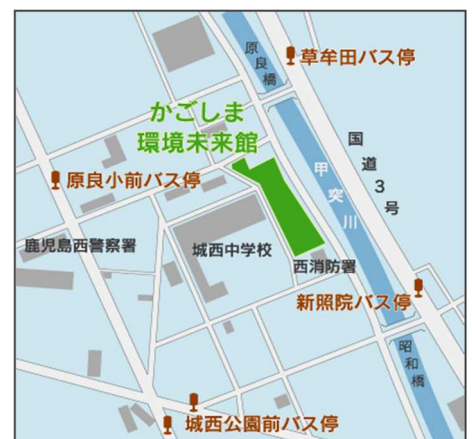 原良橋
草牟田バス停
かごしま
環境未来館
国道3号
甲突川
原良小前バス停
鹿児島西警察署
城西中学校
西消防署
新照院バス停
昭和橋
城西公園前バス停